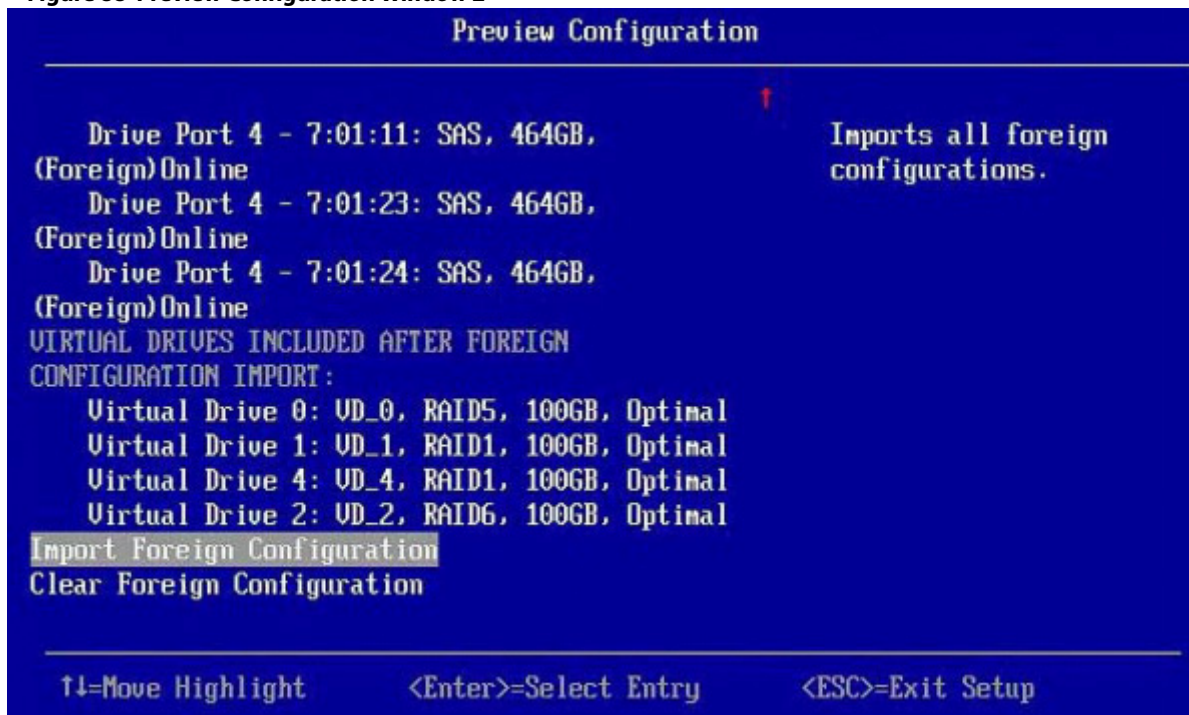 Preview Configuration
↑
Drive Port 4 - 7:01:11: SAS, 464GB,
(Foreign)Online
Drive Port 4 - 7:01:23: SAS, 464GB,
(Foreign)Online
Drive Port 4 - 7:01:24: SAS, 464GB,
(Foreign)Online
VIRTUAL DRIVES INCLUDED AFTER FOREIGN
CONFIGURATION IMPORT:
Virtual Drive 0: VD_0, RAID5, 100GB, Optimal
Virtual Drive 1: VD_1, RAID1, 100GB, Optimal
Virtual Drive 4: VD_4, RAID1, 100GB, Optimal
Virtual Drive 2: VD_2, RAID6, 100GB, Optimal
Import Foreign Configuration
Clear Foreign Configuration
Imports all foreign
configurations.
↑↓=Move Highlight <Enter>=Select Entry <ESC>=Exit Setup